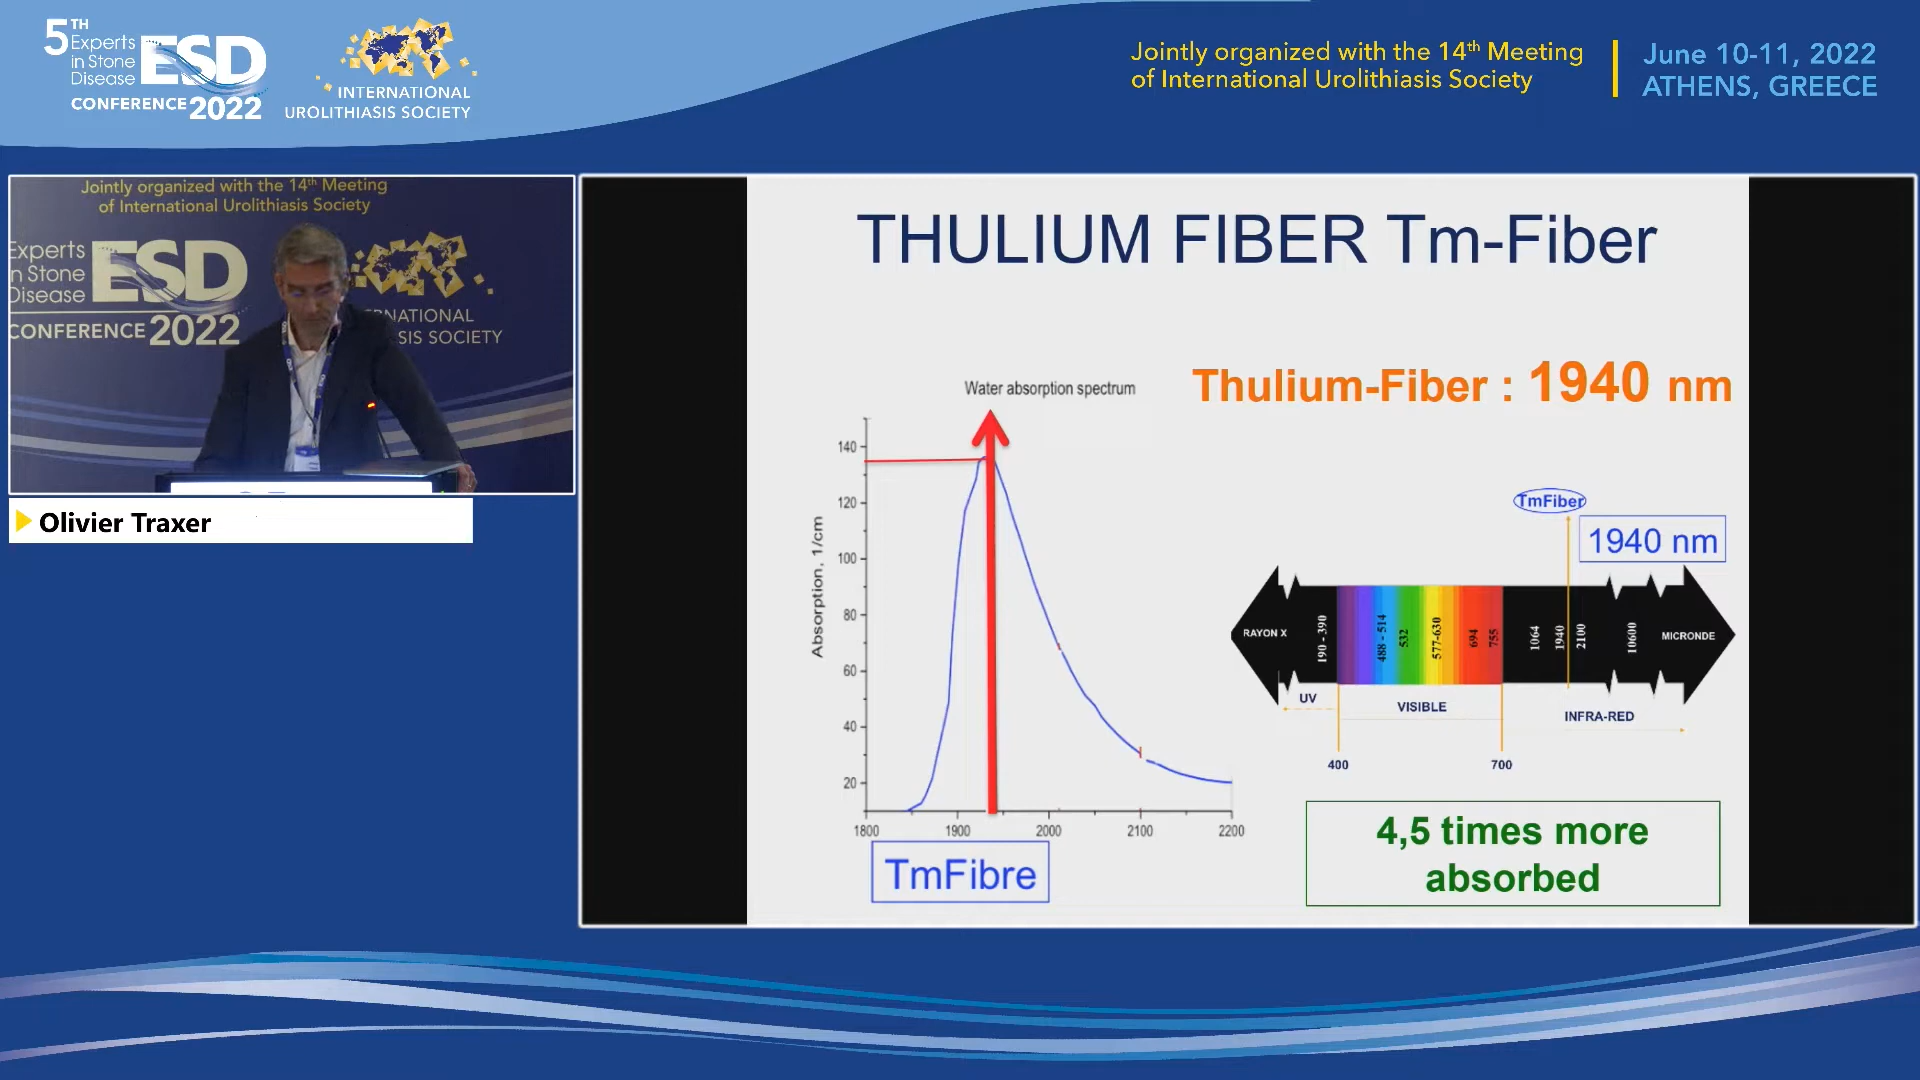 5TH
Experts
in Stone
Disease
ESD
CONFERENCE 2022
INTERNATIONAL
UROLITHIASIS SOCIETY
Jointly organized with the 14th Meeting
of International Urolithiasis Society
June 10-11, 2022
ATHENS, GREECE
Jointly organized with the 14th Meeting
of International Urolithiasis Society
Experts
n Stone
Disease
ESD
CONFERENCE 2022
RNATIONAL
SIS SOCIETY
Olivier Traxer
THULIUM FIBER Tm-Fiber
Thulium-Fiber : 1940 nm
Water absorption spectrum
Absorption, 1/cm
140
120
100
80
60
40
20
1800 1900 2000 2100 2200
TmFibre
TmFiber
1940 nm
RAYON X
190 - 390
488 - 514
532
577-630
694
755
1064
1940
2100
10600
MICRONDE
UV
VISIBLE
INFRA-RED
400
700
4,5 times more
absorbed